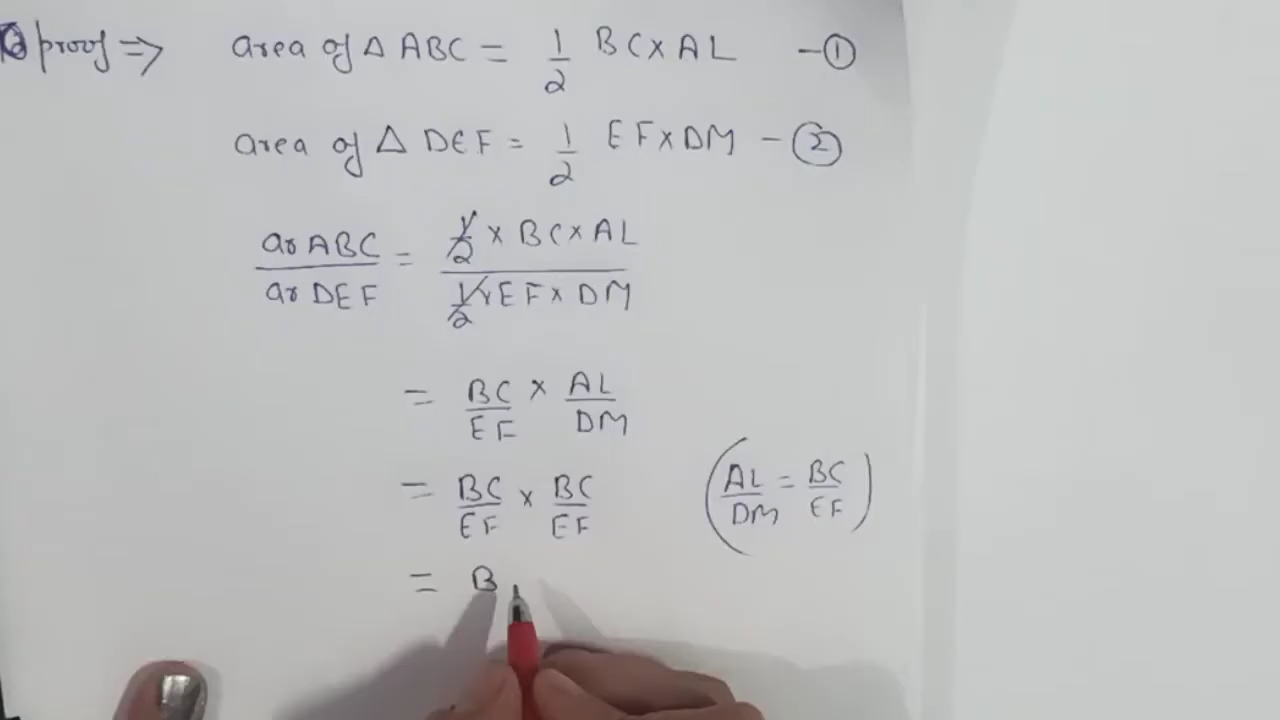 proof ⇒ area of △ ABC = 1/2 BC × AL – ①
area of △ DEF = 1/2 EF × DM – ②
ar ABC / ar DEF = 1/2 × BC × AL / 1/2 × EF × DM
= BC/EF × AL/DM
= BC/EF × BC/EF (AL/DM = BC/EF)
= B